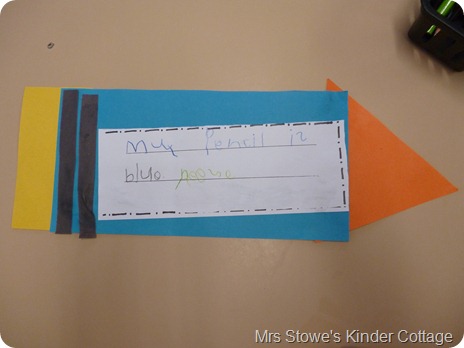 My Pencil is
blue
Mrs Stowe's Kinder Cottage